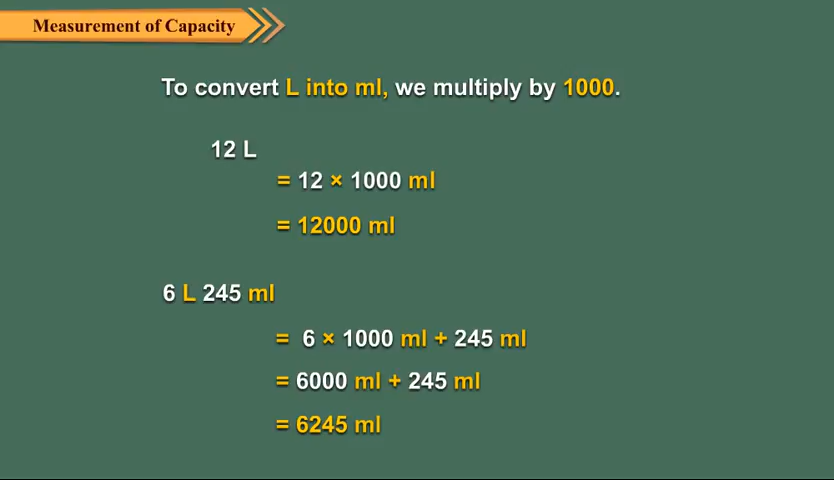 Measurement of Capacity
To convert L into ml, we multiply by 1000.
12 L
= 12 × 1000 ml
= 12000 ml
6 L 245 ml
= 6 × 1000 ml + 245 ml
= 6000 ml + 245 ml
= 6245 ml